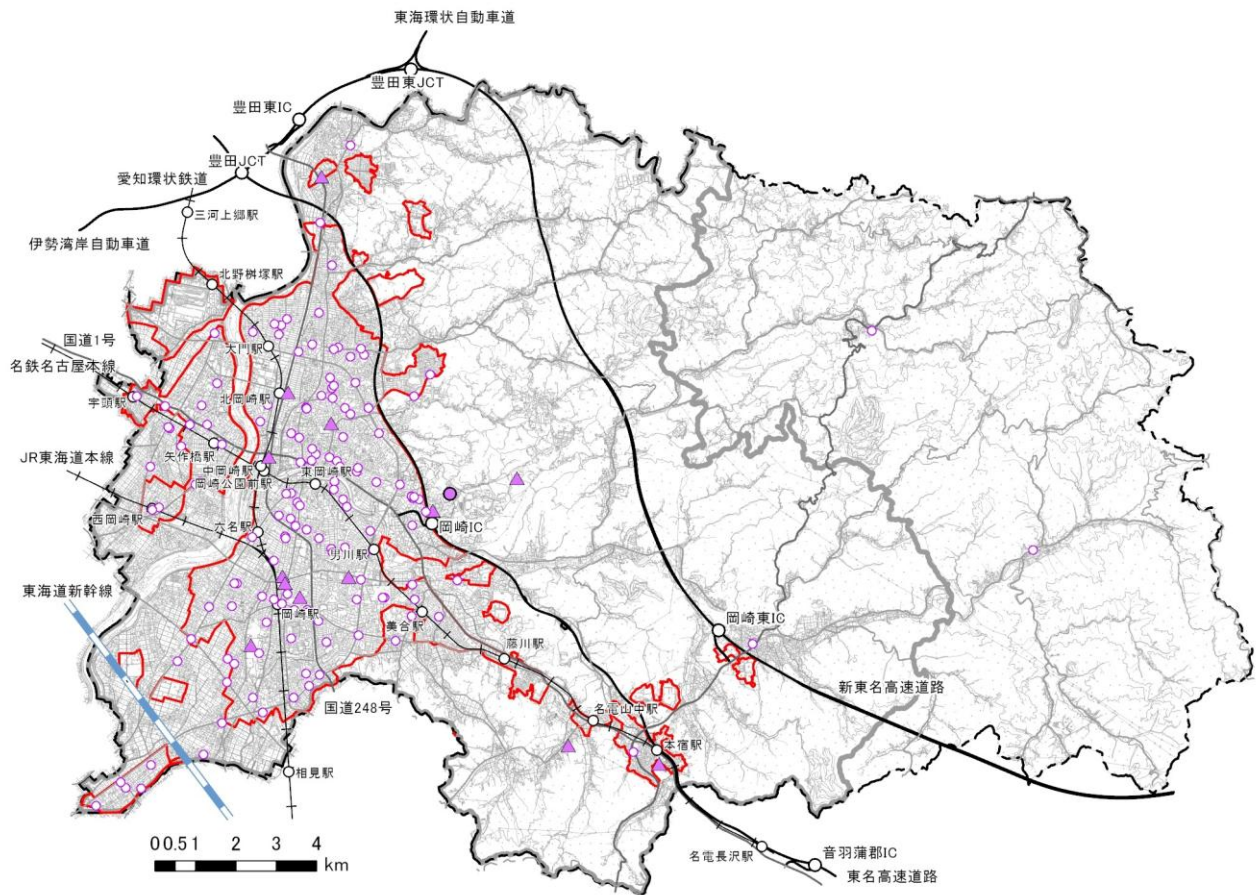 東海環状自動車道
豊田東JCT
豊田東IC
豊田JCT
愛知環状鉄道
三河上郷駅
伊勢湾岸自動車道
北野桝塚駅
国道1号
大門駅
名鉄名古屋本線
宇頭駅
北岡崎駅
矢作橋駅
JR東海道本線
中岡崎駅
岡崎公園前駅
東岡崎駅
西岡崎駅
六名駅
岡崎IC
男川駅
東海道新幹線
岡崎駅
美合駅
岡崎東IC
藤川駅
新東名高速道路
国道248号
名電山中駅
本宿駅
相見駅
0 0.5 1 2 3 4
km
名電長沢駅
音羽蒲郡IC
東名高速道路